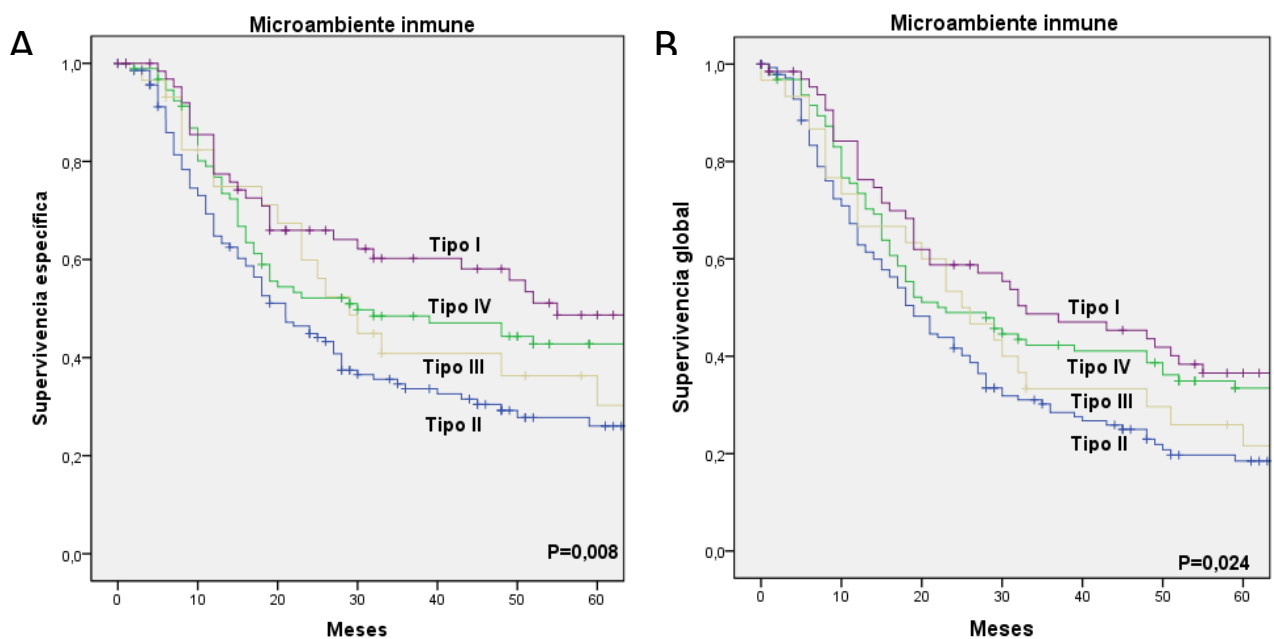 A
Microambiente inmune
Supervivencia específica
1,0
0,8
0,6
0,4
0,2
0,0
Tipo I
Tipo IV
Tipo III
Tipo II
P=0,008
0 10 20 30 40 50 60
Meses
B
Microambiente inmune
Supervivencia global
1,0
0,8
0,6
0,4
0,2
0,0
Tipo I
Tipo IV
Tipo III
Tipo II
P=0,024
0 10 20 30 40 50 60
Meses